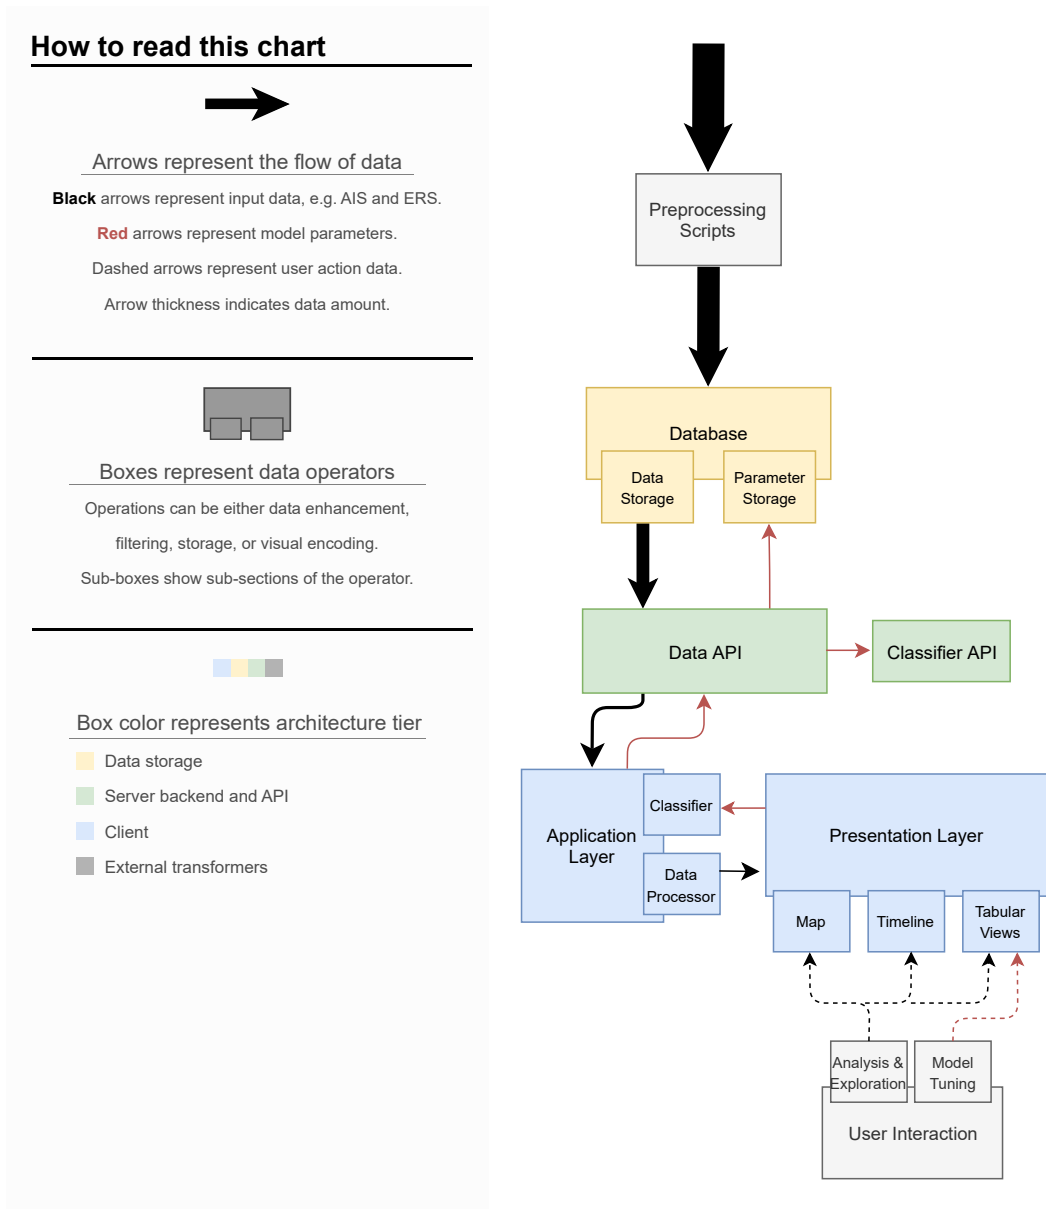 How to read this chart
Arrows represent the flow of data
Black arrows represent input data, e.g. AIS and ERS.
Red arrows represent model parameters.
Dashed arrows represent user action data.
Arrow thickness indicates data amount.
Boxes represent data operators
Operations can be either data enhancement,
filtering, storage, or visual encoding.
Sub-boxes show sub-sections of the operator.
Box color represents architecture tier
Data storage
Server backend and API
Client
External transformers
Preprocessing
Scripts
Database
Data
Storage
Parameter
Storage
Data API
Classifier API
Application
Layer
Classifier
Data
Processor
Presentation Layer
Map
Timeline
Tabular
Views
Analysis &
Exploration
Model
Tuning
User Interaction